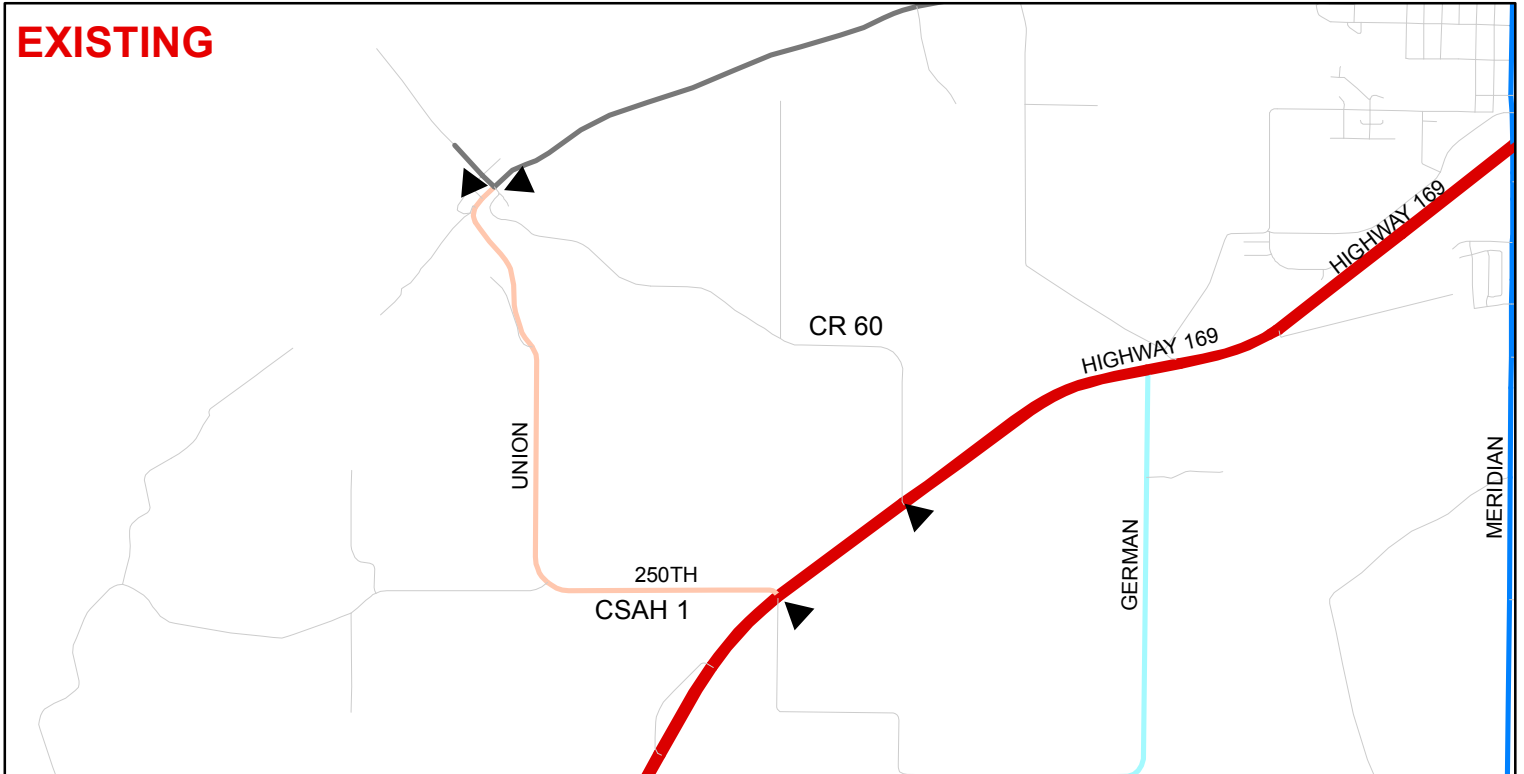 EXISTING
HIGHWAY 169
CR 60
HIGHWAY 169
UNION
MERIDIAN
GERMAN
250TH
CSAH 1